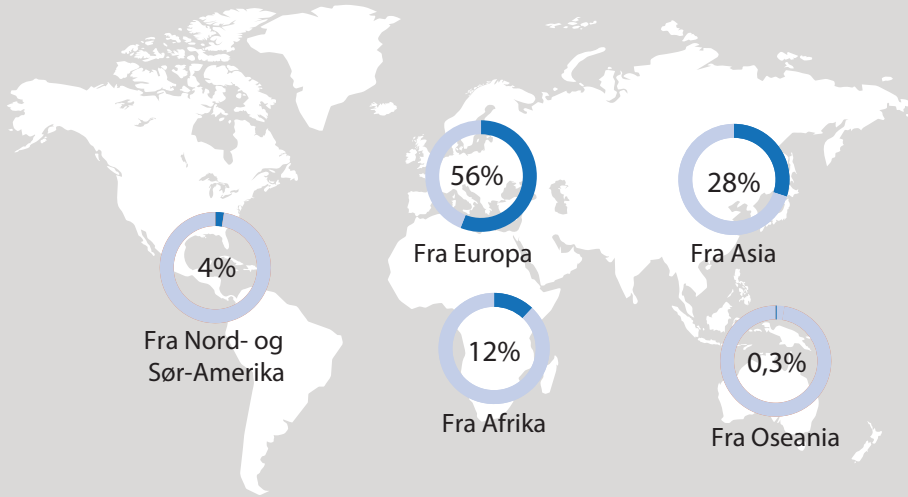 56%
Fra Europa
28%
Fra Asia
4%
Fra Nord- og
Sør-Amerika
12%
Fra Afrika
0,3%
Fra Oseania